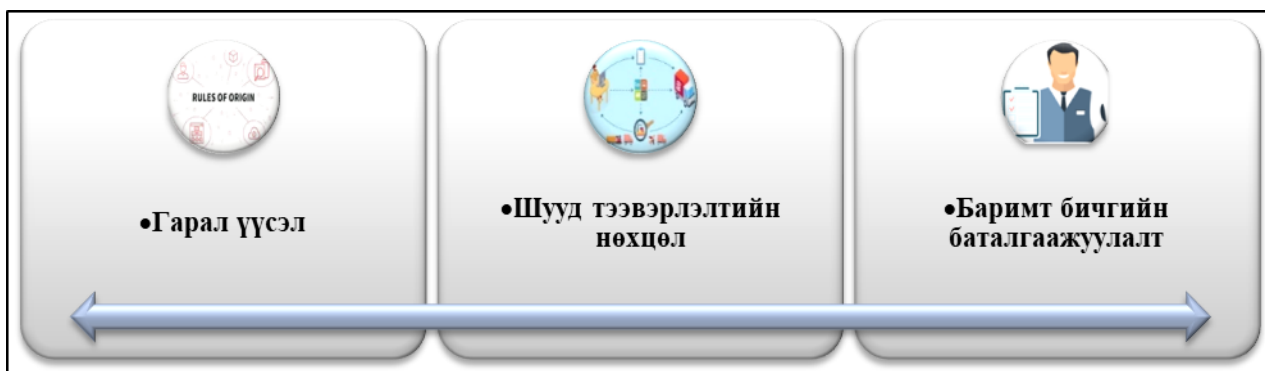 RULES OF ORIGIN
•Гарал үүсэл
•Шууд тээвэрлэлтийн
нөхцөл
•Баримт бичгийн
баталгаажуулалт